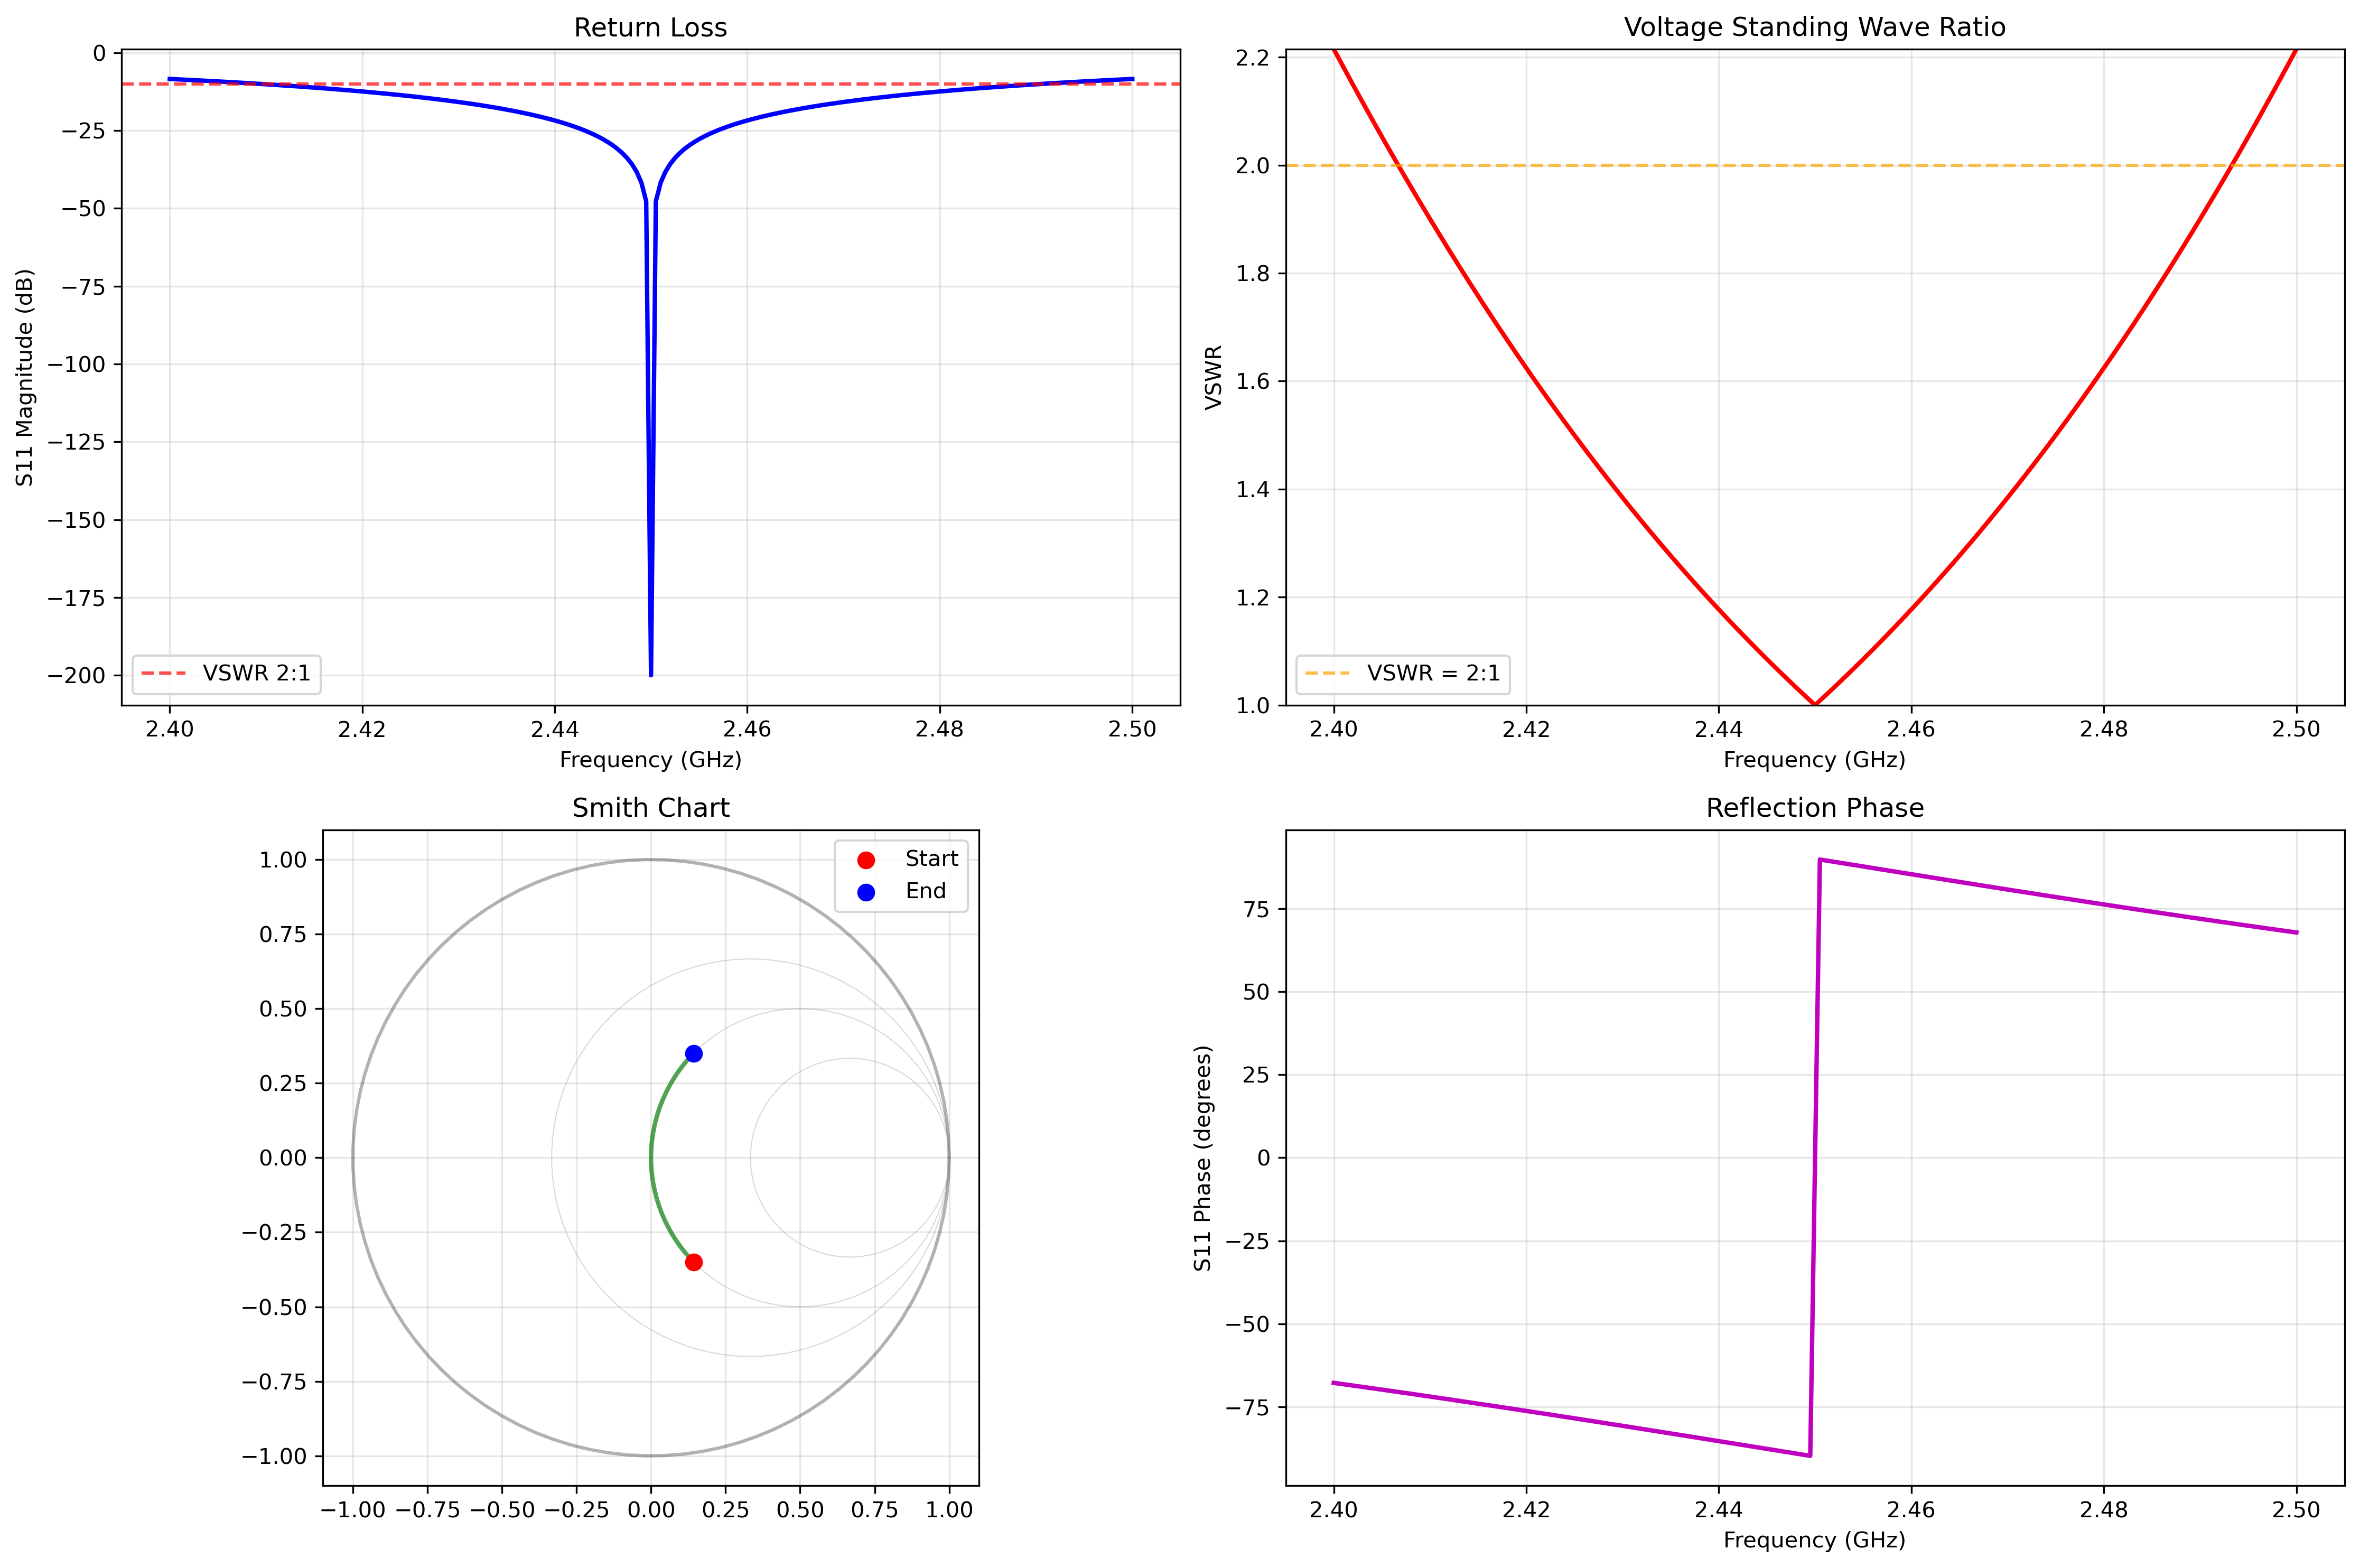 Return Loss
S11 Magnitude (dB)
0
−25
−50
−75
−100
−125
−150
−175
−200
VSWR 2:1
2.40 2.42 2.44 2.46 2.48 2.50
Frequency (GHz)
Voltage Standing Wave Ratio
VSWR
2.2
2.0
1.8
1.6
1.4
1.2
1.0
VSWR = 2:1
2.40 2.42 2.44 2.46 2.48 2.50
Frequency (GHz)
Smith Chart
1.00
0.75
0.50
0.25
0.00
−0.25
−0.50
−0.75
−1.00
Start
End
−1.00 −0.75 −0.50 −0.25 0.00 0.25 0.50 0.75 1.00
Reflection Phase
S11 Phase (degrees)
75
50
25
0
−25
−50
−75
2.40 2.42 2.44 2.46 2.48 2.50
Frequency (GHz)